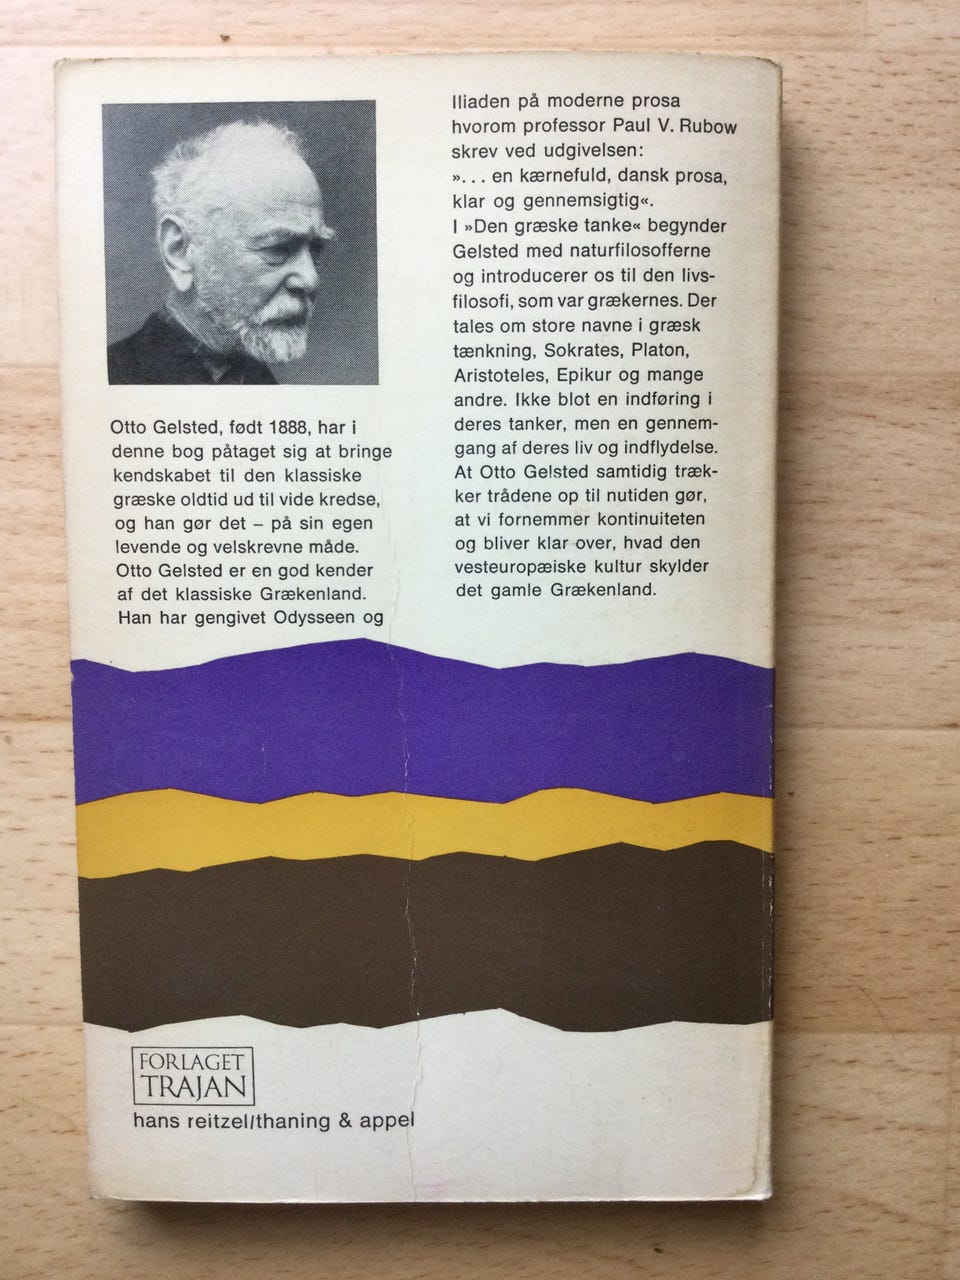 Otto Gelsted, født 1888, har i
denne bog påtaget sig at bringe
kendskabet til den klassiske
græske oldtid ud til vide kredse,
og han gør det – på sin egen
levende og velskrevne måde.
Otto Gelsted er en god kender
af det klassiske Grækenland.
Han har gengivet Odysseen og
Iliaden på moderne prosa
hvorom professor Paul V. Rubow
skrev ved udgivelsen:
»... en kærnefuld, dansk prosa,
klar og gennemsigtig«.
I »Den græske tanke« begynder
Gelsted med naturfilosofferne
og introducerer os til den livs-
filosofi, som var grækernes. Der
tales om store navne i græsk
tænkning, Sokrates, Platon,
Aristoteles, Epikur og mange
andre. Ikke blot en indføring i
deres tanker, men en gennem-
gang af deres liv og indflydelse.
At Otto Gelsted samtidig træk-
ker trådene op til nutiden gør,
at vi fornemmer kontinuiteten
og bliver klar over, hvad den
vesteuropæiske kultur skylder
det gamle Grækenland.
FORLAGET
TRAJAN
hans reitzel/thaning & appel